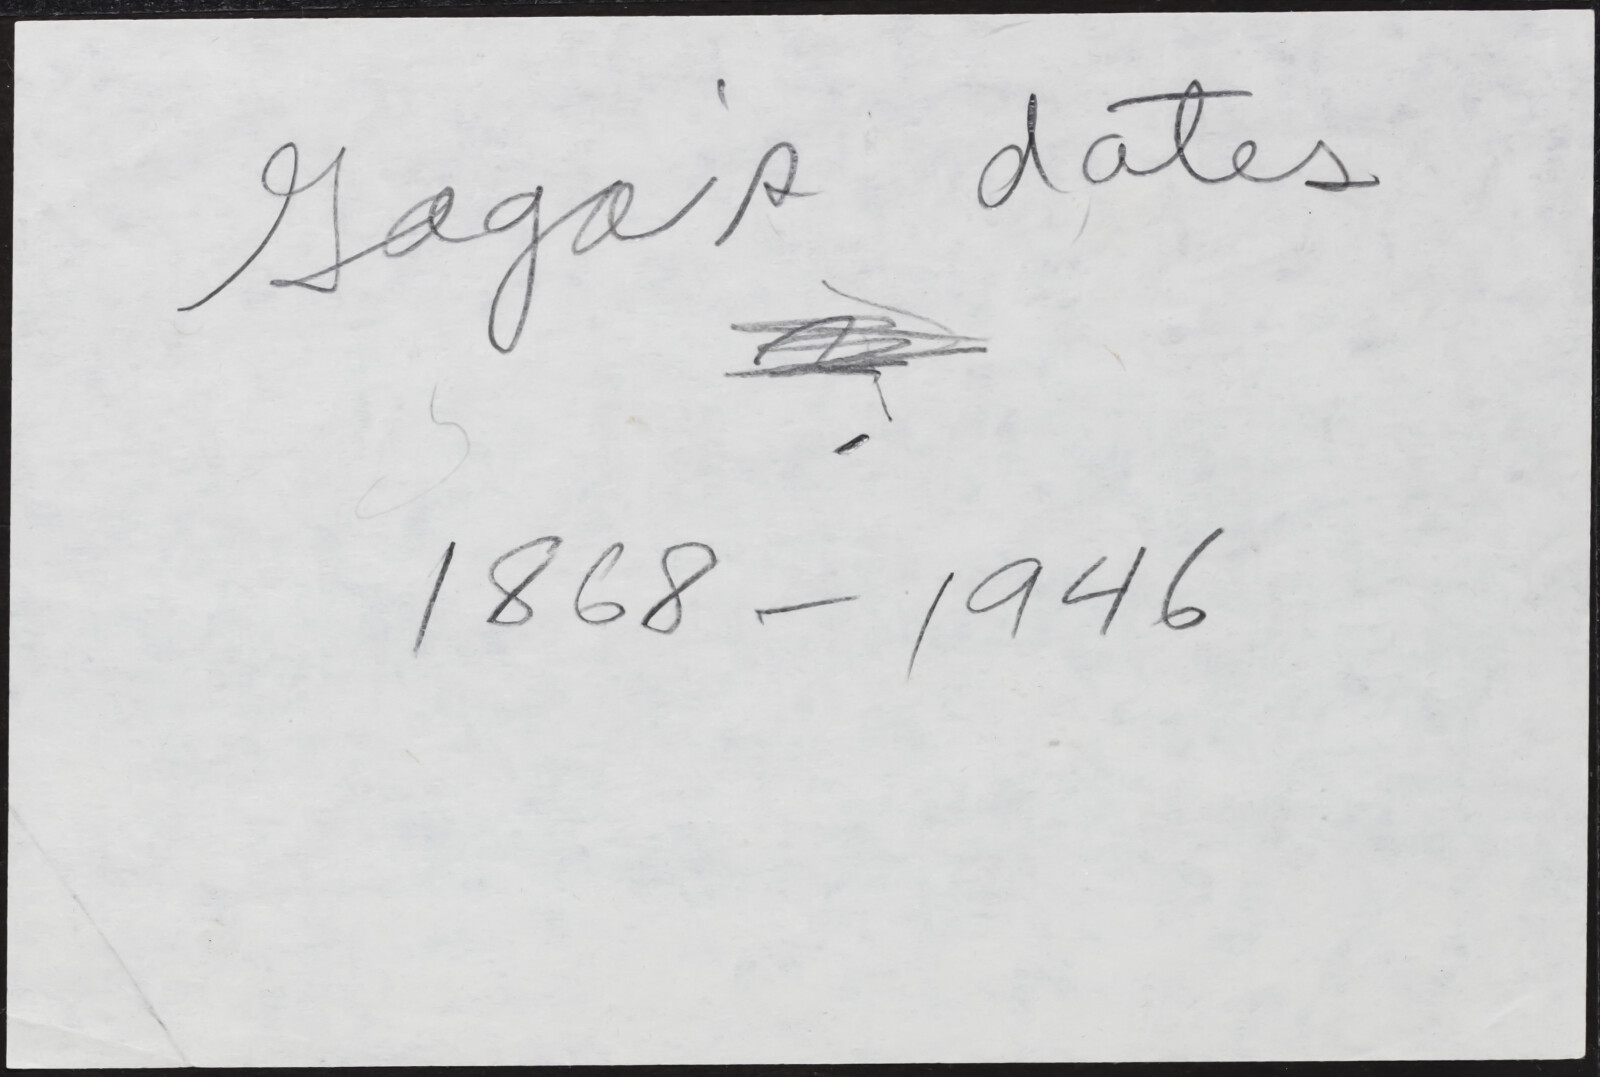 Gaga's dates
1868 – 1946